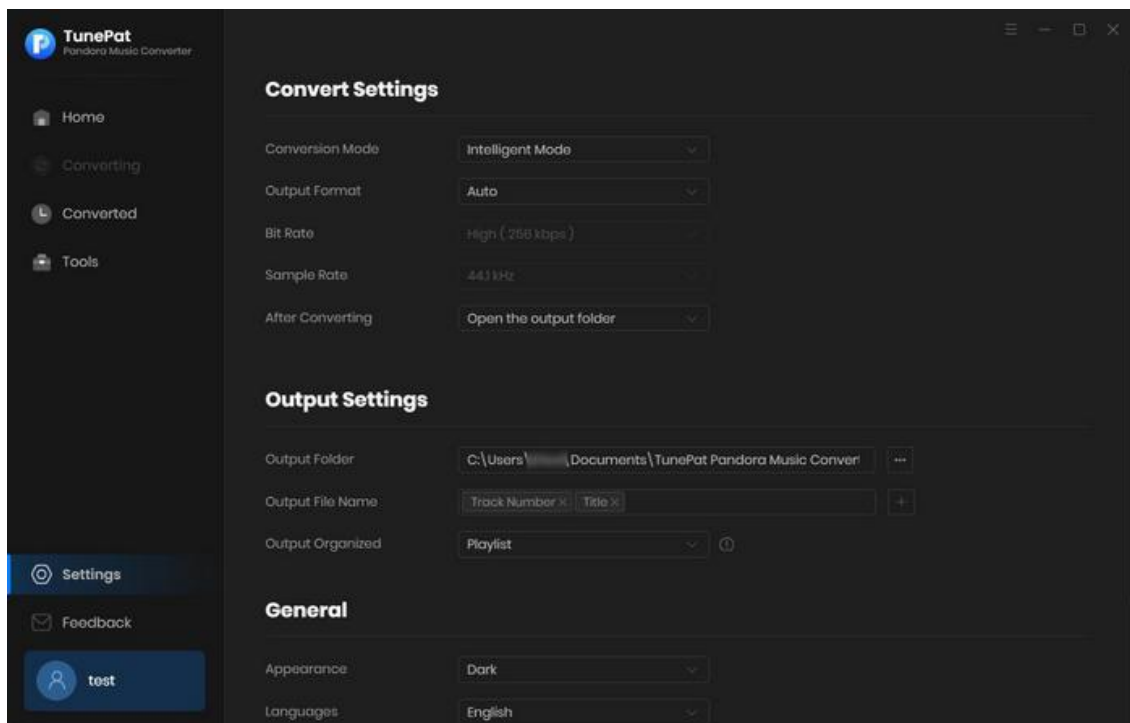 TunePat
Pandora Music Converter
Home
Converting
Converted
Tools
Settings
Feedback
test
Convert Settings
Conversion Mode Intelligent Mode
Output Format Auto
Bit Rate High ( 256 kbps )
Sample Rate 44.1 kHz
After Converting Open the output folder
Output Settings
Output Folder C:\Users\ \Documents\TunePat Pandora Music Conver
Output File Name Track Number × Title ×
Output Organized Playlist
General
Appearance Dark
Languages English